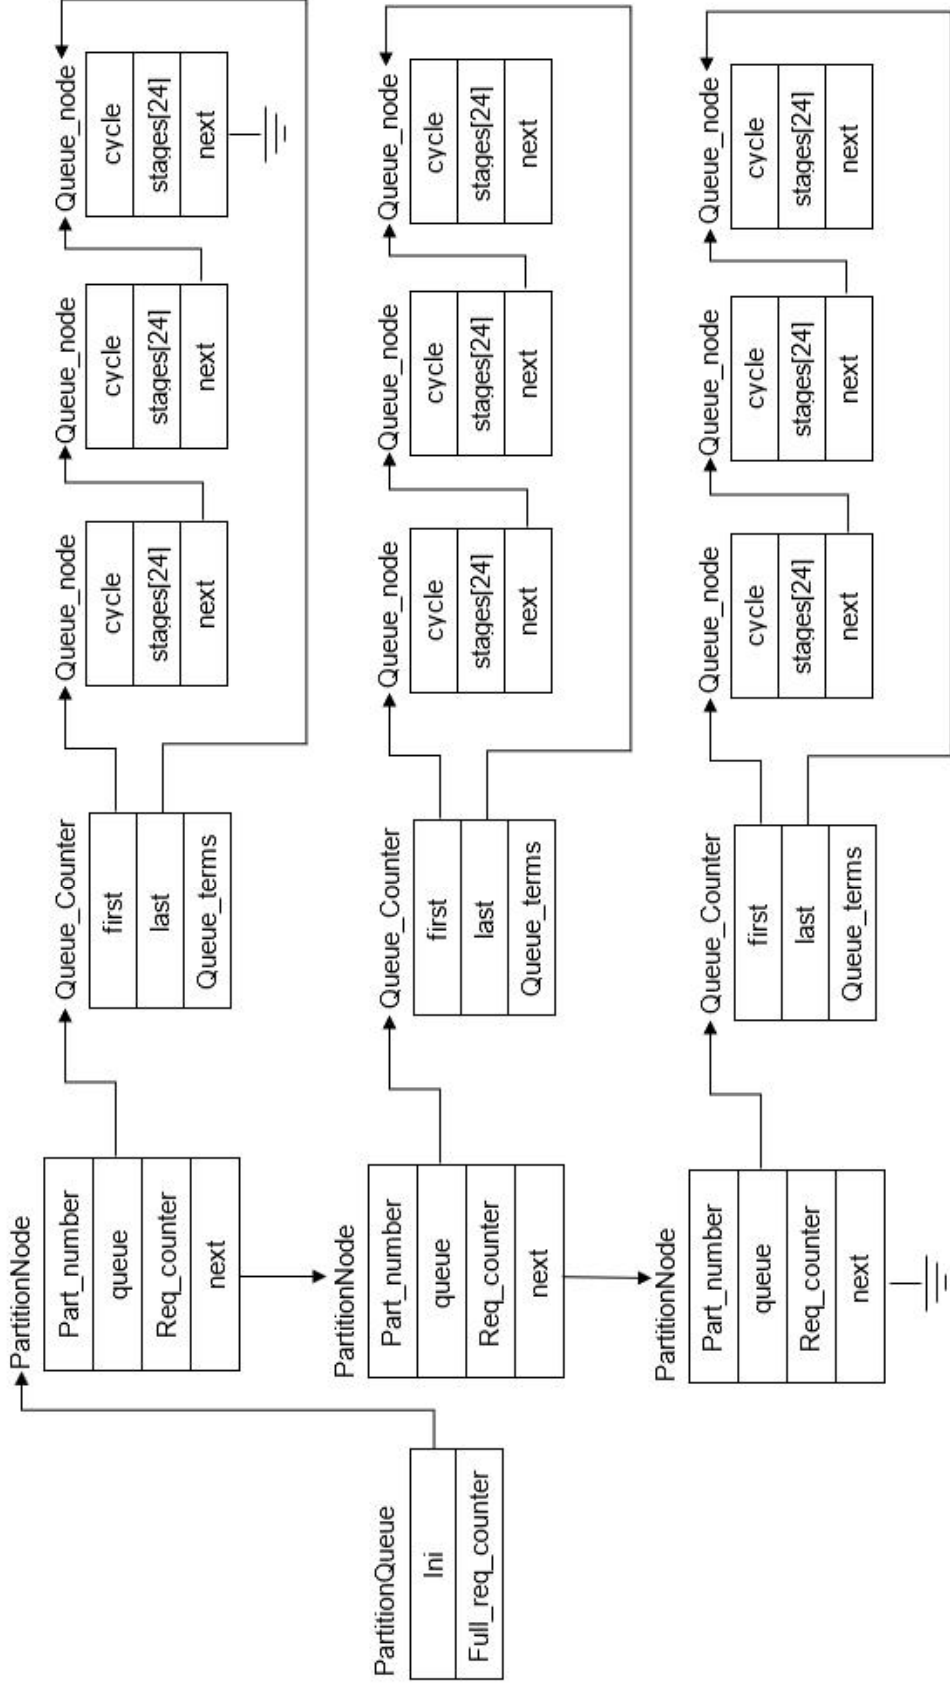 PartitionQueue
Ini
Full_req_counter
PartitionNode
Part_number
queue
Req_counter
next
Queue_Counter
first
last
Queue_terms
Queue_node
cycle
stages[24]
next
Queue_node
cycle
stages[24]
next
Queue_node
cycle
stages[24]
next
PartitionNode
Part_number
queue
Req_counter
next
Queue_Counter
first
last
Queue_terms
Queue_node
cycle
stages[24]
next
Queue_node
cycle
stages[24]
next
Queue_node
cycle
stages[24]
next
PartitionNode
Part_number
queue
Req_counter
next
Queue_Counter
first
last
Queue_terms
Queue_node
cycle
stages[24]
next
Queue_node
cycle
stages[24]
next
Queue_node
cycle
stages[24]
next